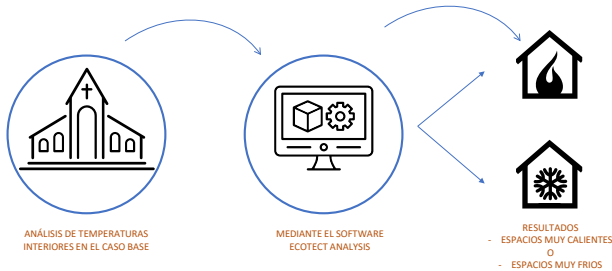 ANÁLISIS DE TEMPERATURAS
INTERIORES EN EL CASO BASE
MEDIANTE EL SOFTWARE
ECOTECT ANALYSIS
RESULTADOS
- ESPACIOS MUY CALIENTES
O
- ESPACIOS MUY FRIOS